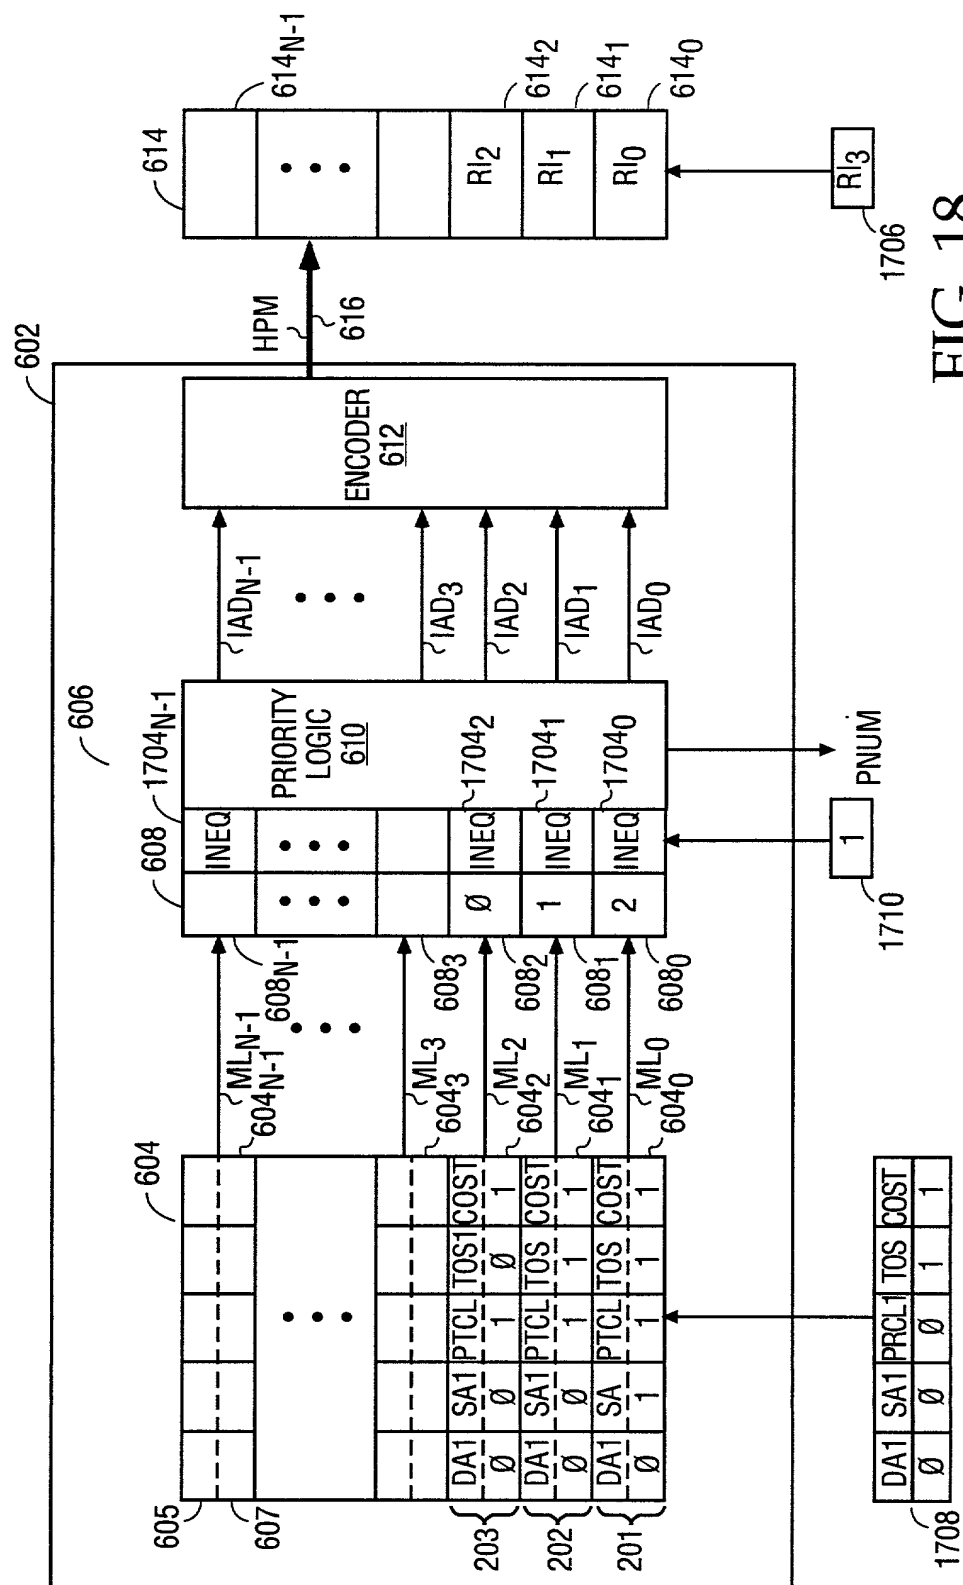 602
606
604
605
607
604N-1
MLN-1
608N-1
608
1704N-1
INEQ
PRIORITY
LOGIC
610
IADN-1
ENCODER
612
HPM
616
614
614N-1
ML3
6043
6083
IAD3
203
DA1 SA1 PTCL TOS1 COST
Ø Ø 1 Ø 1
ML2
6042
6082
Ø
INEQ
17042
IAD2
RI2
6142
202
DA1 SA1 PTCL TOS COST
Ø Ø 1 1 1
ML1
6041
6081
1
INEQ
17041
IAD1
RI1
6141
201
DA1 SA PTCL TOS COST
Ø 1 1 1 1
ML0
6040
6080
2
INEQ
17040
IAD0
RI0
6140
PNUM
1708
DA1 SA1 PRCL1 TOS COST
Ø Ø Ø 1 1
1
1710
RI3
1706
FIG. 18